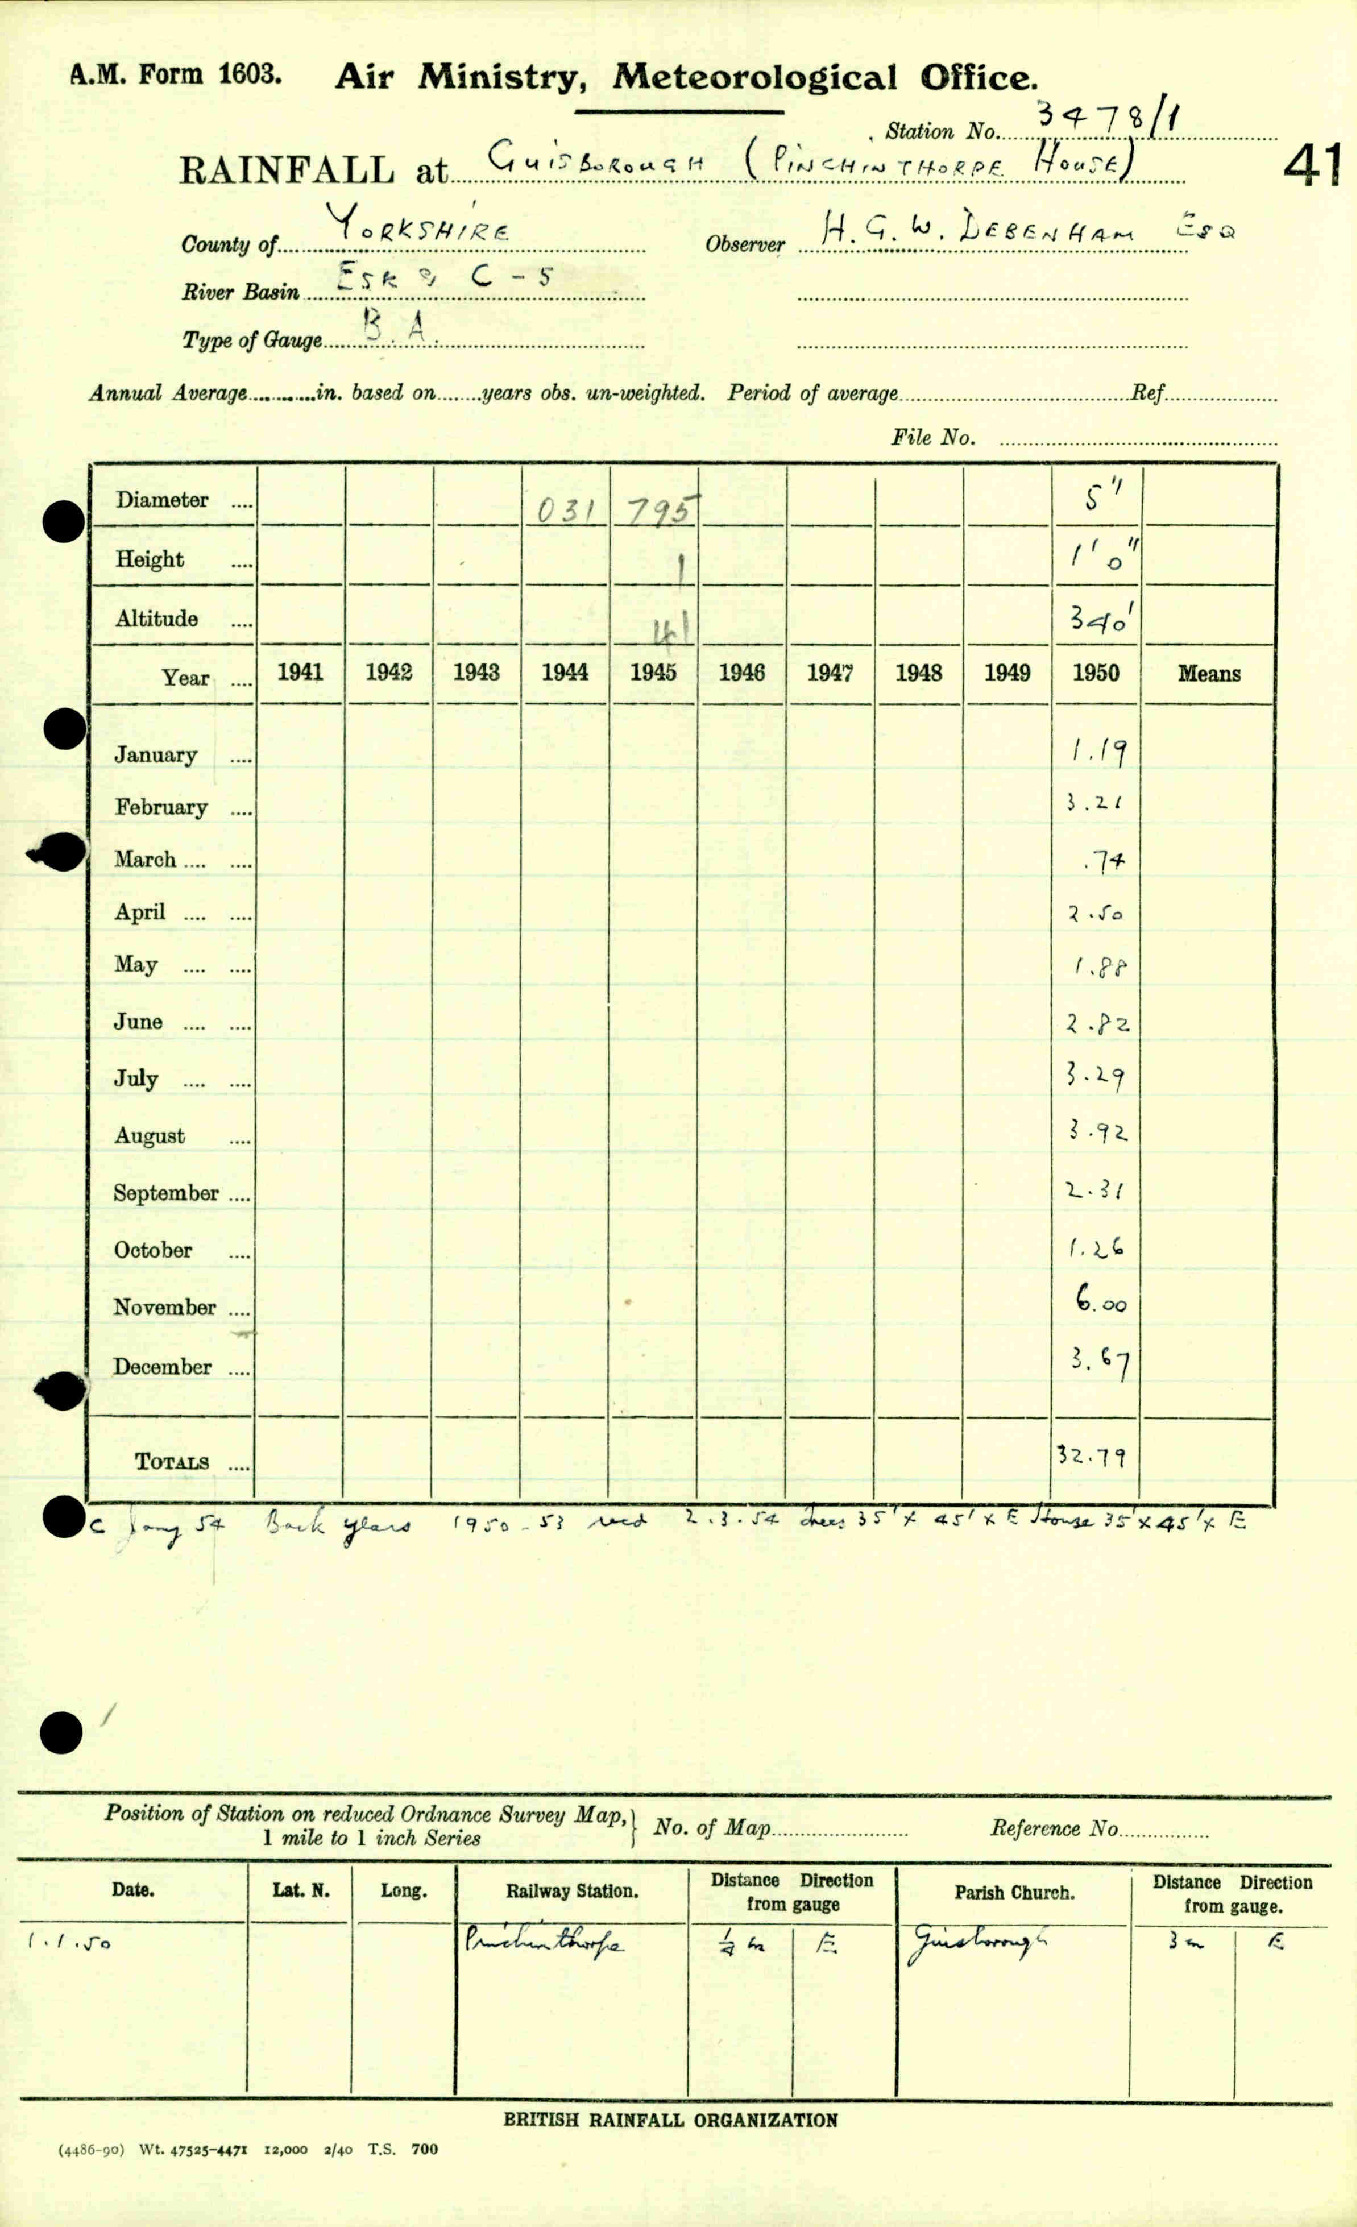 A.M. Form 1603. Air Ministry, Meteorological Office.
Station No. 3478/1
RAINFALL at Guisborough (Pinchinthorpe House) 41
County of Yorkshire Observer H. G. W. Debenham Esq
River Basin Esk & C - 5
Type of Gauge B. A.
Annual Average in. based on years obs. un-weighted. Period of average Ref
File No.
Diameter 031 795 5"
Height 1 1' 0"
Altitude 41 340'
Year 1941 1942 1943 1944 1945 1946 1947 1948 1949 1950 Means
January 1.19
February 3.21
March .74
April 2.50
May 1.88
June 2.82
July 3.29
August 3.92
September 2.31
October 1.26
November 6.00
December 3.67
TOTALS 32.79
C Jany 54 Back years 1950-53 recd 2.3.54 trees 35' x 45' x E House 35' x 45' x E
Position of Station on reduced Ordnance Survey Map, } No. of Map Reference No
1 mile to 1 inch Series
Date. Lat. N. Long. Railway Station. Distance from gauge Direction Parish Church. Distance from gauge. Direction
1.1.50 Pinchinthorpe E Guisborough 3 m E
BRITISH RAINFALL ORGANIZATION
(4486-90) Wt. 47525-4471 12,000 2/40 T.S. 700